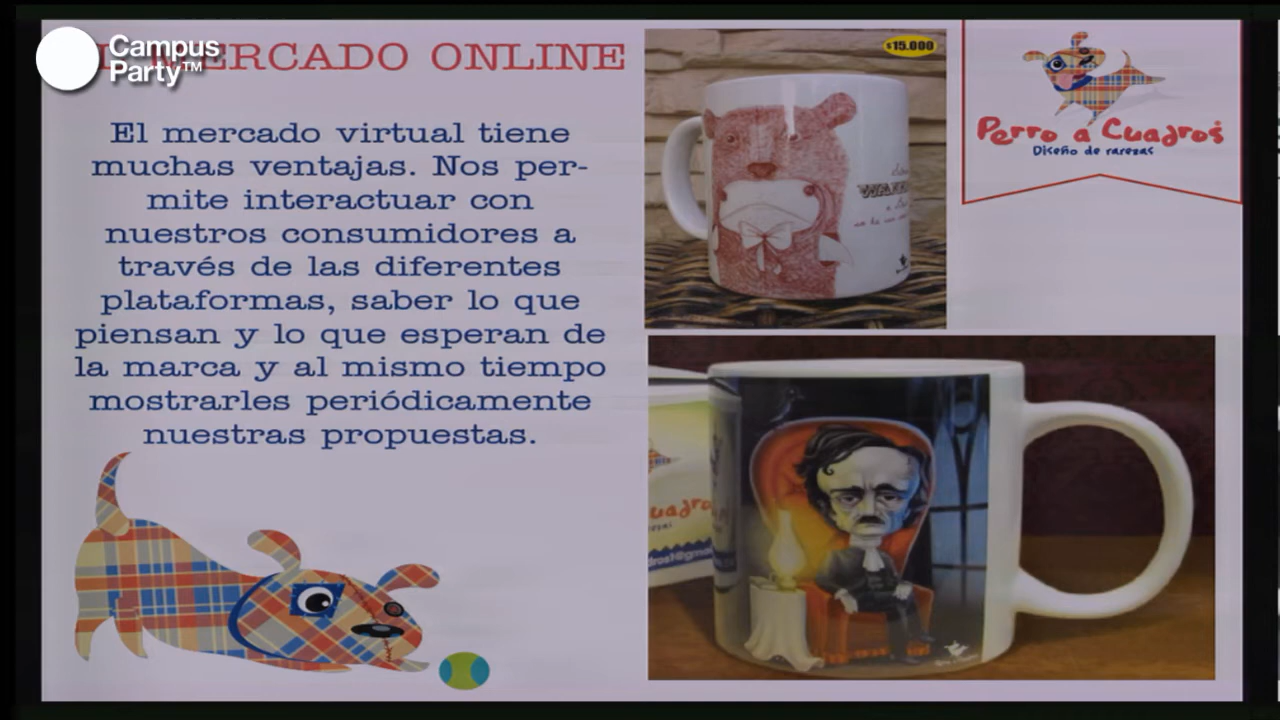 Campus
Party™
MERCADO ONLINE
El mercado virtual tiene
muchas ventajas. Nos per-
mite interactuar con
nuestros consumidores a
través de las diferentes
plataformas, saber lo que
piensan y lo que esperan de
la marca y al mismo tiempo
mostrarles periódicamente
nuestras propuestas.
$15.000
Perro a Cuadros
Diseño de rarezas